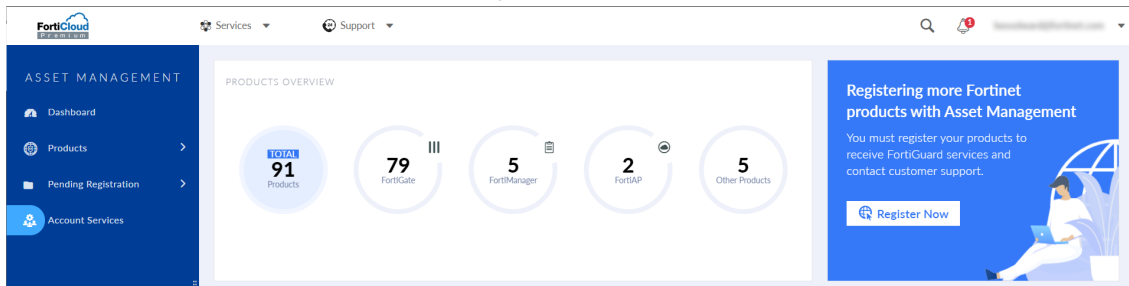 FortiCloud
Premium
Services
Support
1
ASSET MANAGEMENT
Dashboard
Products
Pending Registration
Account Services
PRODUCTS OVERVIEW
TOTAL
91
Products
79
FortiGate
5
FortiManager
2
FortiAP
5
Other Products
Registering more Fortinet
products with Asset Management
You must register your products to
receive FortiGuard services and
contact customer support.
Register Now